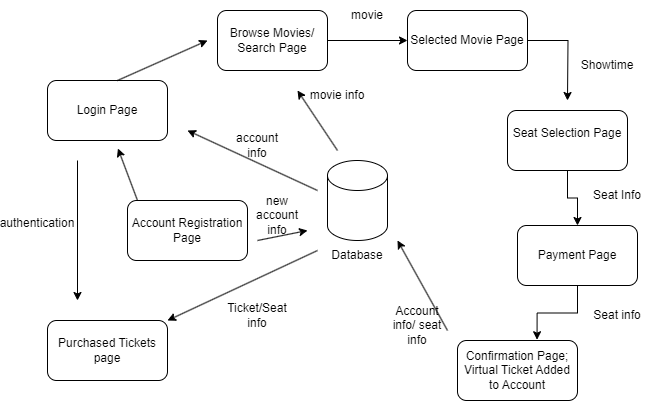 movie
Browse Movies/
Search Page
Selected Movie Page
Showtime
movie info
Login Page
Seat Selection Page
account
info
Seat Info
new
account
info
authentication
Account Registration
Page
Database
Payment Page
Ticket/Seat
info
Account
info/ seat
info
Seat info
Purchased Tickets
page
Confirmation Page;
Virtual Ticket Added
to Account